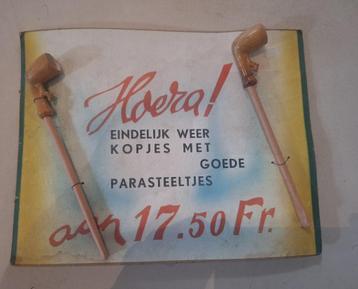 Hoera!
EINDELIJK WEER
KOPJES MET
GOEDE
PARASTEELTJES
aan 17.50 Fr.